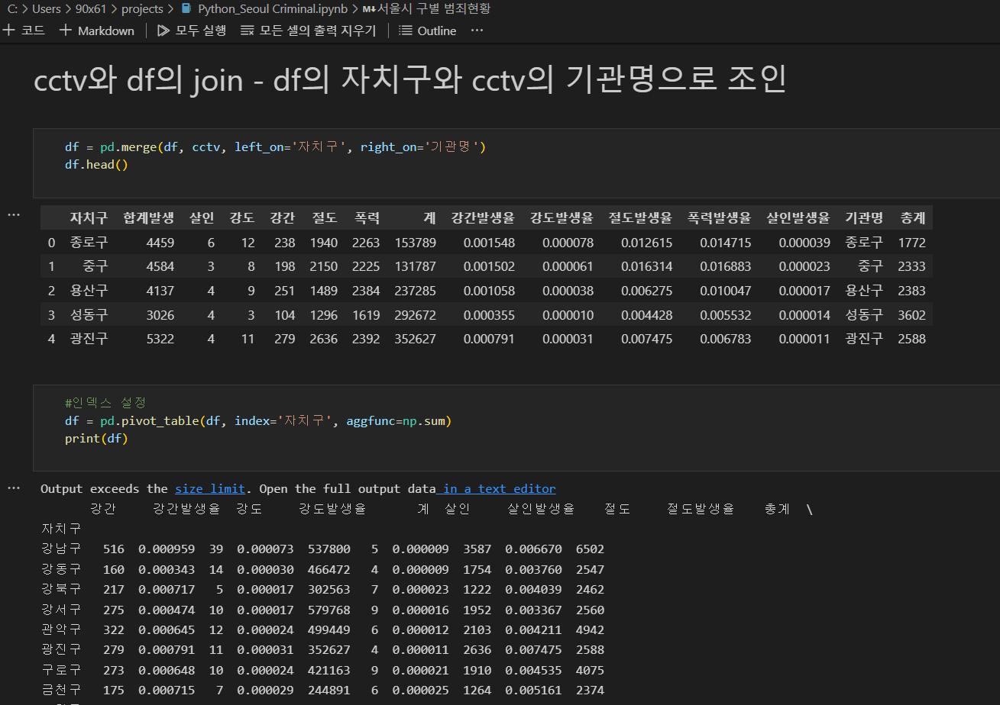 C: > Users > 90x61 > projects > Python_Seoul Criminal.ipynb > M↓서울시 구별 범죄현황
+ 코드 + Markdown | 모두 실행 모든 셀의 출력 지우기 | Outline ...
cctv와 df의 join - df의 자치구와 cctv의 기관명으로 조인
df = pd.merge(df, cctv, left_on='자치구', right_on='기관명')
df.head()
자치구 합계발생 살인 강도 강간 절도 폭력 계 강간발생율 강도발생율 절도발생율 폭력발생율 살인발생율 기관명 총계
0 종로구 4459 6 12 238 1940 2263 153789 0.001548 0.000078 0.012615 0.014715 0.000039 종로구 1772
1 중구 4584 3 8 198 2150 2225 131787 0.001502 0.000061 0.016314 0.016883 0.000023 중구 2333
2 용산구 4137 4 9 251 1489 2384 237285 0.001058 0.000038 0.006275 0.010047 0.000017 용산구 2383
3 성동구 3026 4 3 104 1296 1619 292672 0.000355 0.000010 0.004428 0.005532 0.000014 성동구 3602
4 광진구 5322 4 11 279 2636 2392 352627 0.000791 0.000031 0.007475 0.006783 0.000011 광진구 2588
#인덱스 설정
df = pd.pivot_table(df, index='자치구', aggfunc=np.sum)
print(df)
Output exceeds the size limit. Open the full output data in a text editor
강간 강간발생율 강도 강도발생율 계 살인 살인발생율 절도 절도발생율 총계 \
자치구
강남구 516 0.000959 39 0.000073 537800 5 0.000009 3587 0.006670 6502
강동구 160 0.000343 14 0.000030 466472 4 0.000009 1754 0.003760 2547
강북구 217 0.000717 5 0.000017 302563 7 0.000023 1222 0.004039 2462
강서구 275 0.000474 10 0.000017 579768 9 0.000016 1952 0.003367 2560
관악구 322 0.000645 12 0.000024 499449 6 0.000012 2103 0.004211 4942
광진구 279 0.000791 11 0.000031 352627 4 0.000011 2636 0.007475 2588
구로구 273 0.000648 10 0.000024 421163 9 0.000021 1910 0.004535 4075
금천구 175 0.000715 7 0.000029 244891 6 0.000025 1264 0.005161 2374